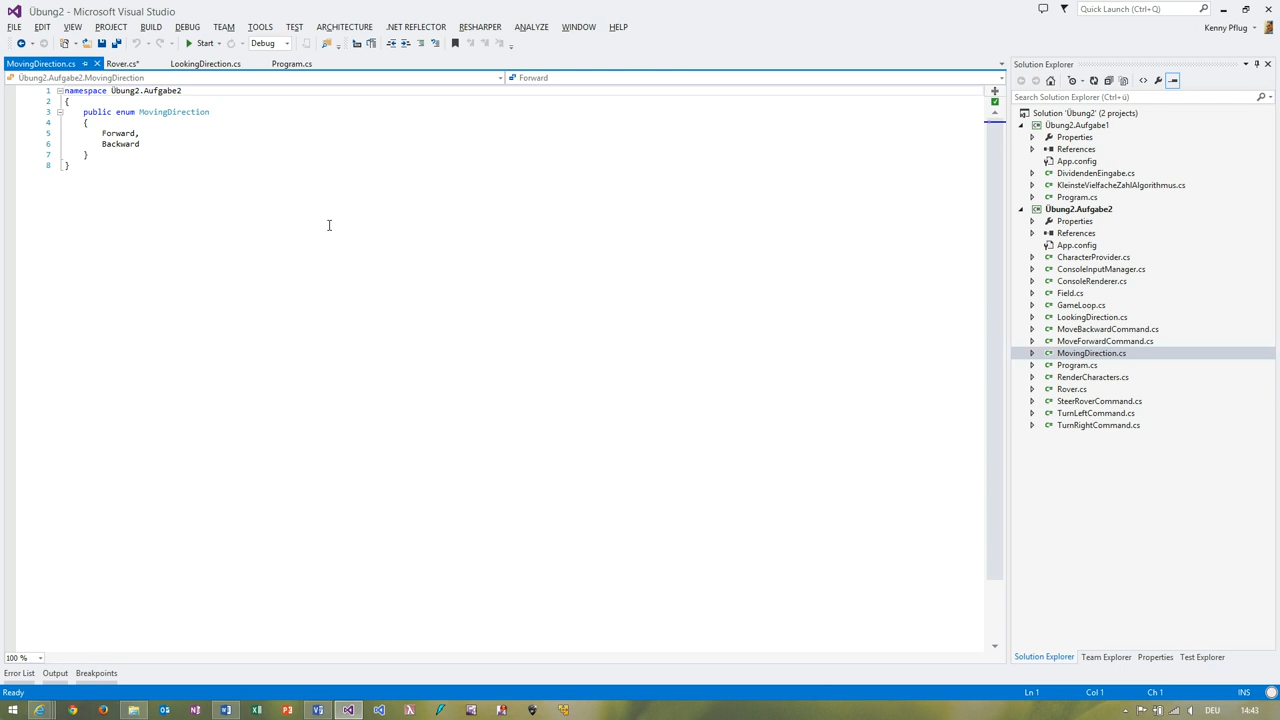 Übung2 - Microsoft Visual Studio
Quick Launch (Ctrl+Q)
FILE EDIT VIEW PROJECT BUILD DEBUG TEAM TOOLS TEST ARCHITECTURE .NET REFLECTOR RESHARPER ANALYZE WINDOW HELP
Kenny Pflug
Start Debug
MovingDirection.cs Rover.cs* LookingDirection.cs Program.cs
Übung2.Aufgabe2.MovingDirection Forward
1 namespace Übung2.Aufgabe2
2 {
3 public enum MovingDirection
4 {
5 Forward,
6 Backward
7 }
8 }
100 %
Solution Explorer
Search Solution Explorer (Ctrl+ü)
Solution 'Übung2' (2 projects)
Übung2.Aufgabe1
Properties
References
App.config
DividendenEingabe.cs
KleinsteVielfacheZahlAlgorithmus.cs
Program.cs
Übung2.Aufgabe2
Properties
References
App.config
CharacterProvider.cs
ConsoleInputManager.cs
ConsoleRenderer.cs
Field.cs
GameLoop.cs
LookingDirection.cs
MoveBackwardCommand.cs
MoveForwardCommand.cs
MovingDirection.cs
Program.cs
RenderCharacters.cs
Rover.cs
SteerRoverCommand.cs
TurnLeftCommand.cs
TurnRightCommand.cs
Solution Explorer Team Explorer Properties Test Explorer
Error List Output Breakpoints
Ready Ln 1 Col 1 Ch 1 INS
DEU 14:43